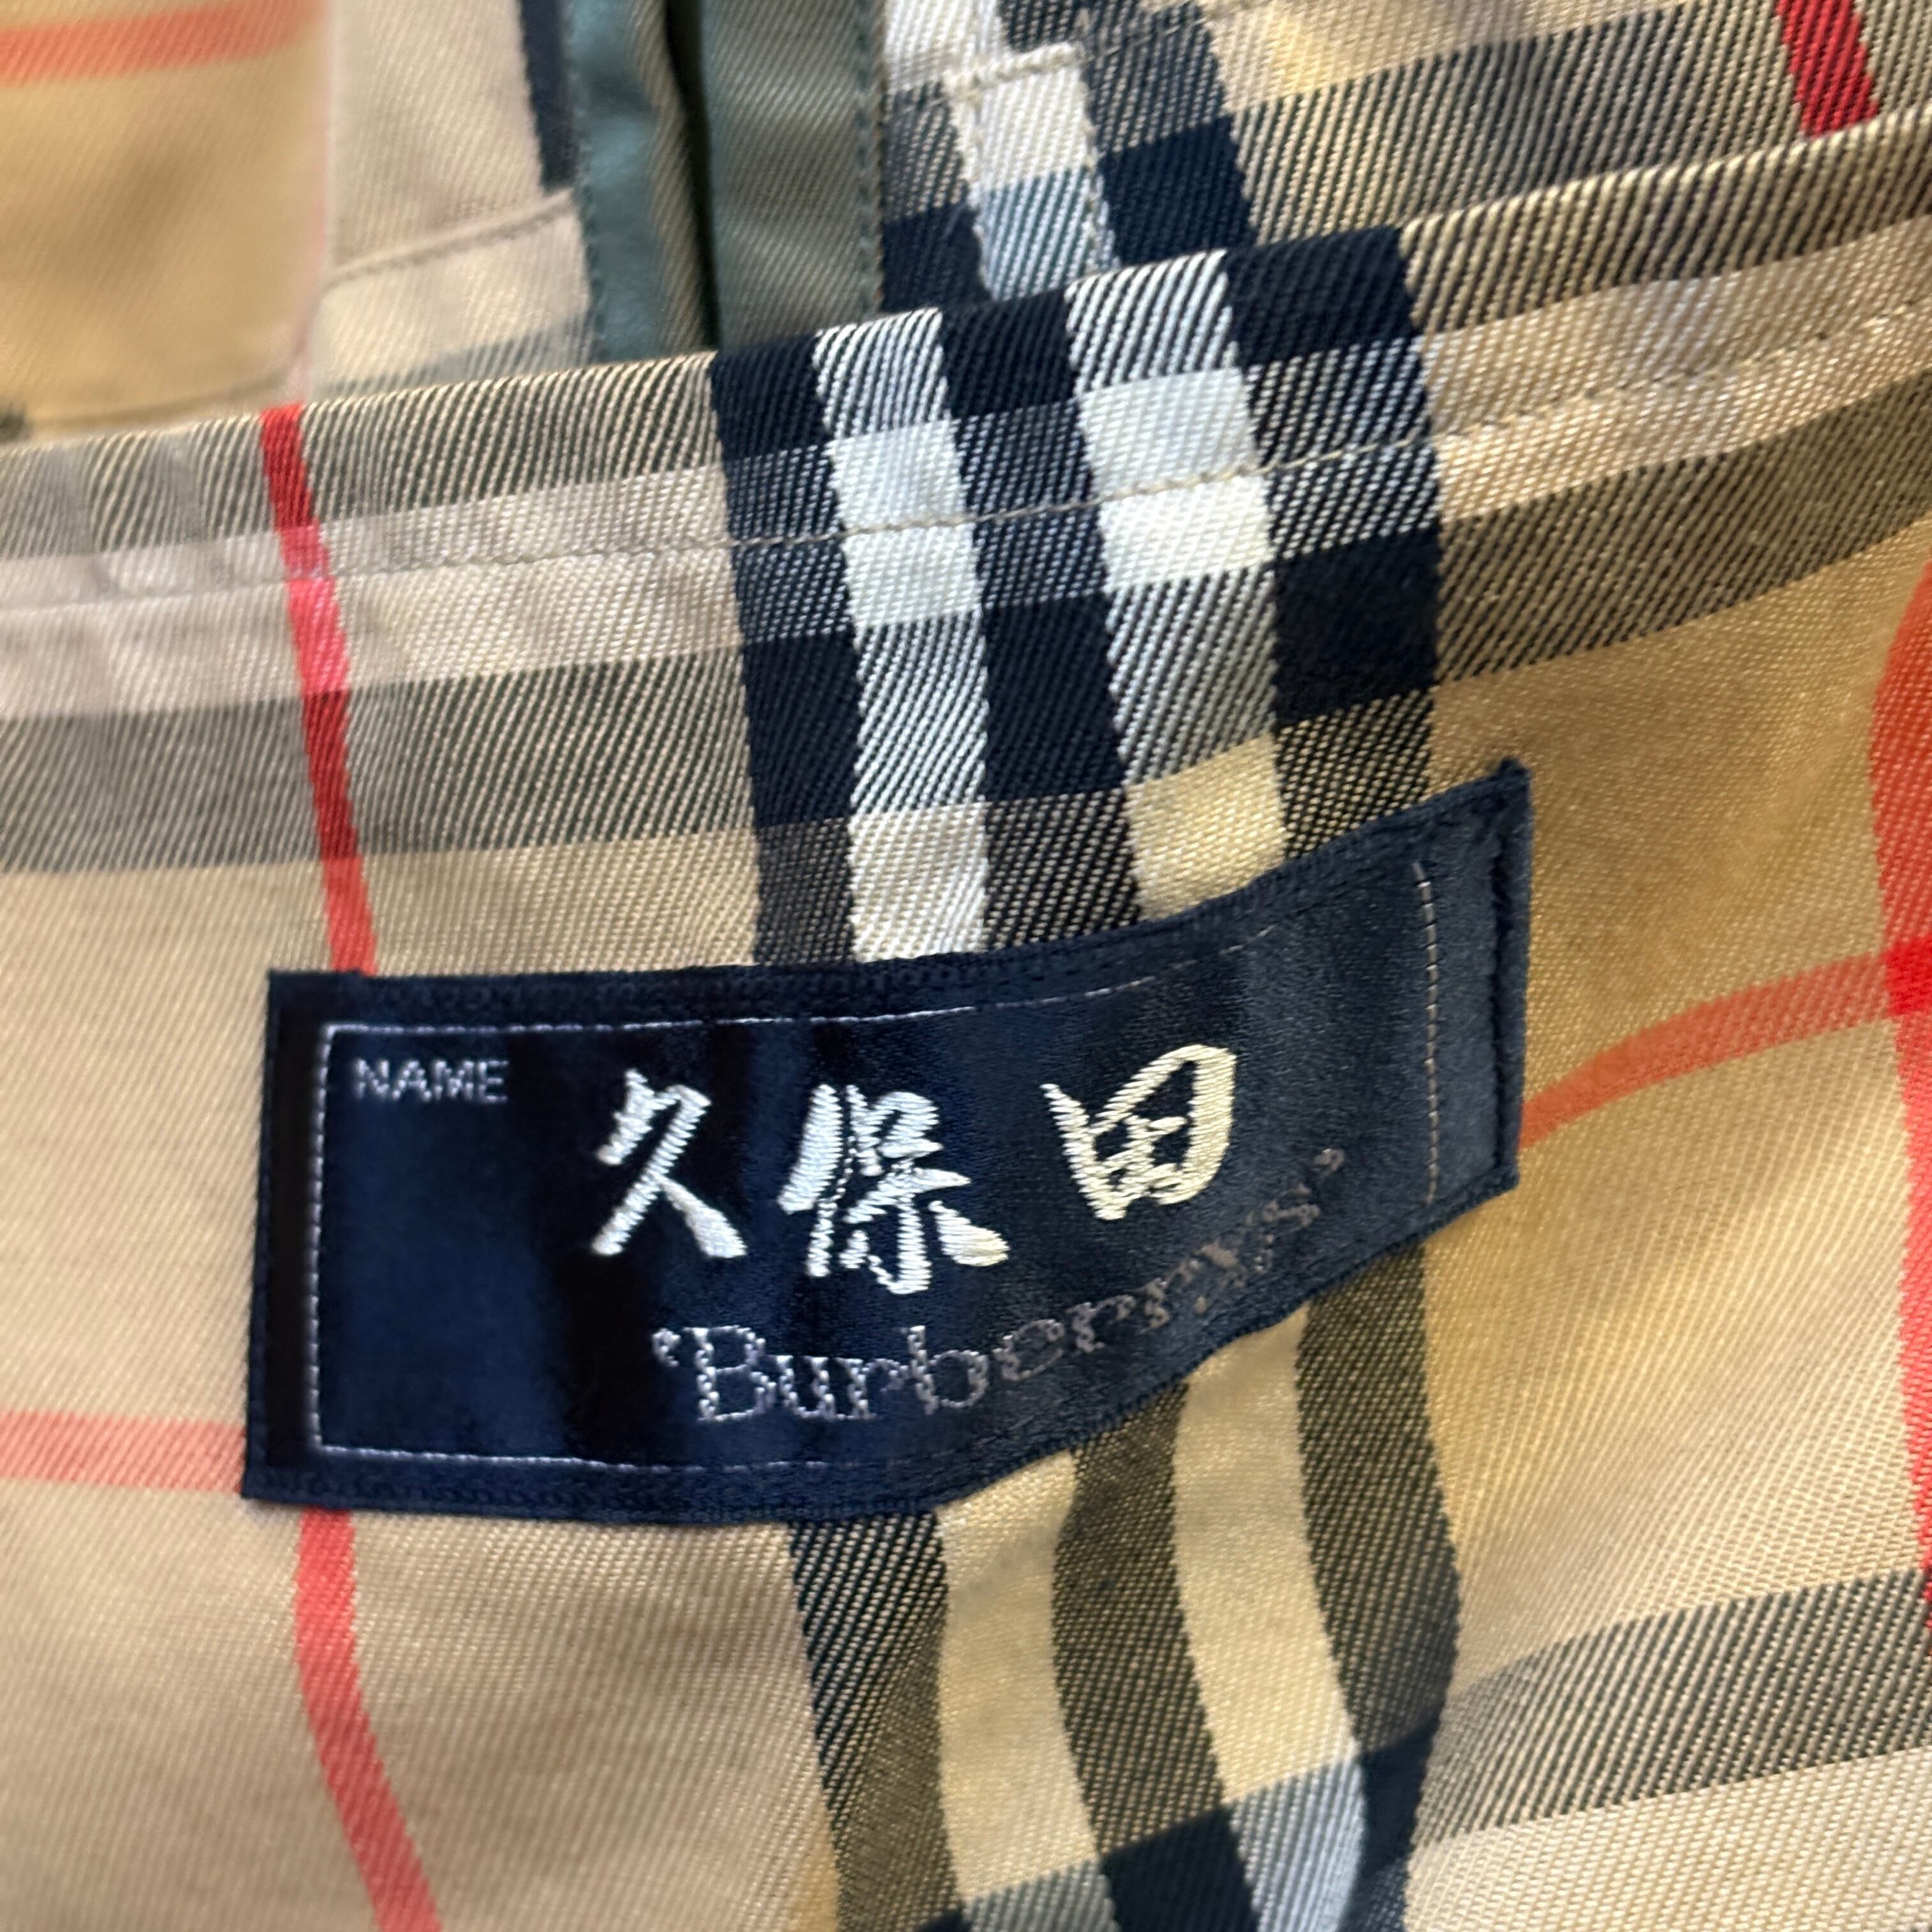 NAME
久保田
"Burberrys"